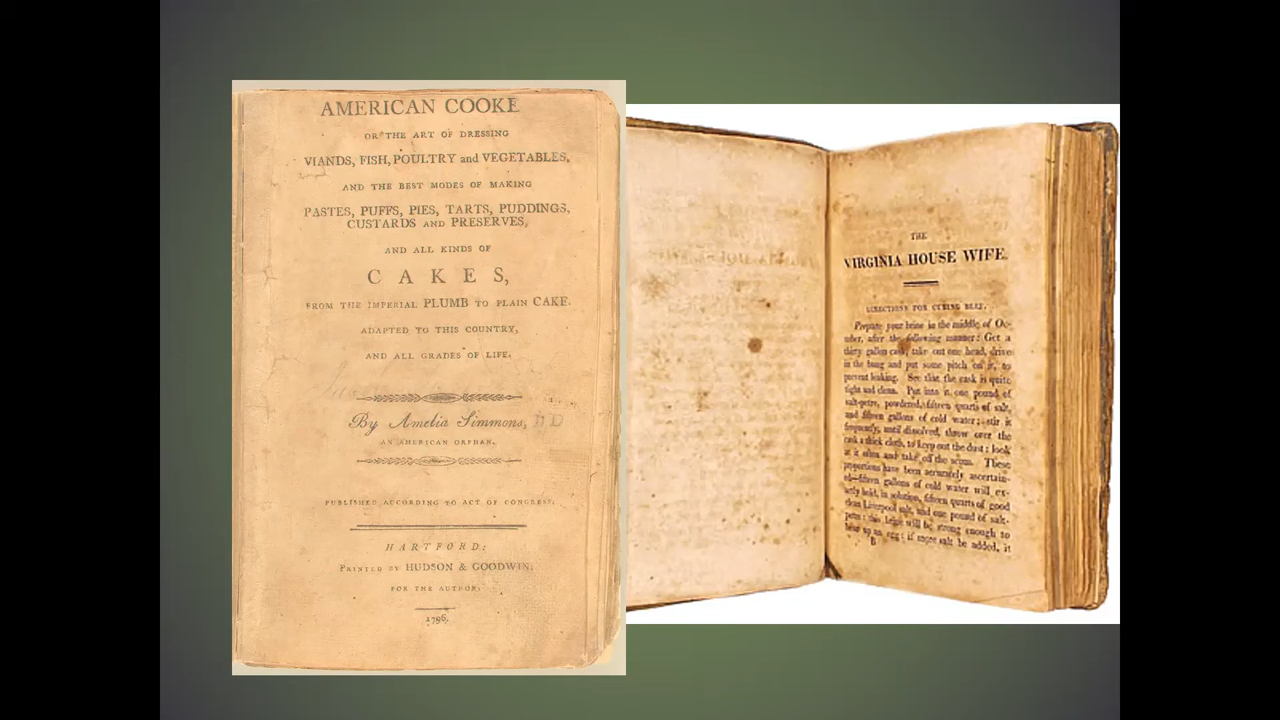 AMERICAN COOKE
OR THE ART OF DRESSING
VIANDS, FISH, POULTRY and VEGETABLES,
AND THE BEST MODES OF MAKING
PASTES, PUFFS, PIES, TARTS, PUDDINGS,
CUSTARDS AND PRESERVES,
AND ALL KINDS OF
CAKES,
FROM THE IMPERIAL PLUMB TO PLAIN CAKE.
ADAPTED TO THIS COUNTRY,
AND ALL GRADES OF LIFE.
By Amelia Simmons,
AN AMERICAN ORPHAN.
PUBLISHED ACCORDING TO ACT OF CONGRESS.
HARTFORD:
PRINTED BY HUDSON & GOODWIN.
FOR THE AUTHOR.
1796.
THE
VIRGINIA HOUSE WIFE.
DIRECTIONS FOR CURING BEEF.
Prepare your brine in the middle of Oc-
ober, after the following manner: Get a
thirty gallon cask, take out one head, drive
in the bung and put some pitch on it, to
prevent leaking. See that the cask is quite
tight and clean. Put into it one pound of
salt-petre, powdered, fifteen quarts of salt,
and fifteen gallons of cold water; stir it
frequently, until dissolved, throw over the
cask a thick cloth, to keep out the dust; look
at it often and take off the scum. These
proportions have been accurately ascertain-
ed—fifteen gallons of cold water will ex-
actly hold, in solution, fifteen quarts of good
clean Liverpool salt, and one pound of salt-
petre: this brine will be strong enough to
bear up an egg: if more salt be added, it
B